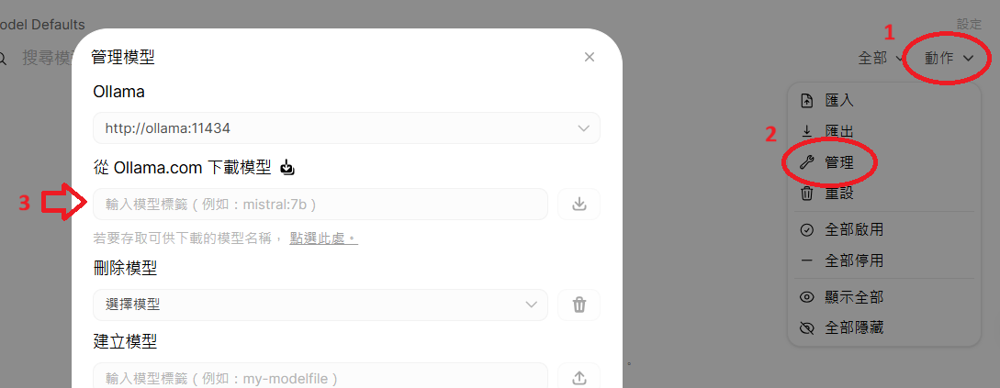 odel Defaults
設定
搜尋模
全部
動作
1
管理模型
Ollama
http://ollama:11434
從 Ollama.com 下載模型
3
輸入模型標籤 ( 例如：mistral:7b )
若要存取可供下載的模型名稱， 點選此處。
刪除模型
選擇模型
建立模型
輸入模型標籤 ( 例如：my-modelfile )
匯入
匯出
2
管理
重設
全部啟用
全部停用
顯示全部
全部隱藏